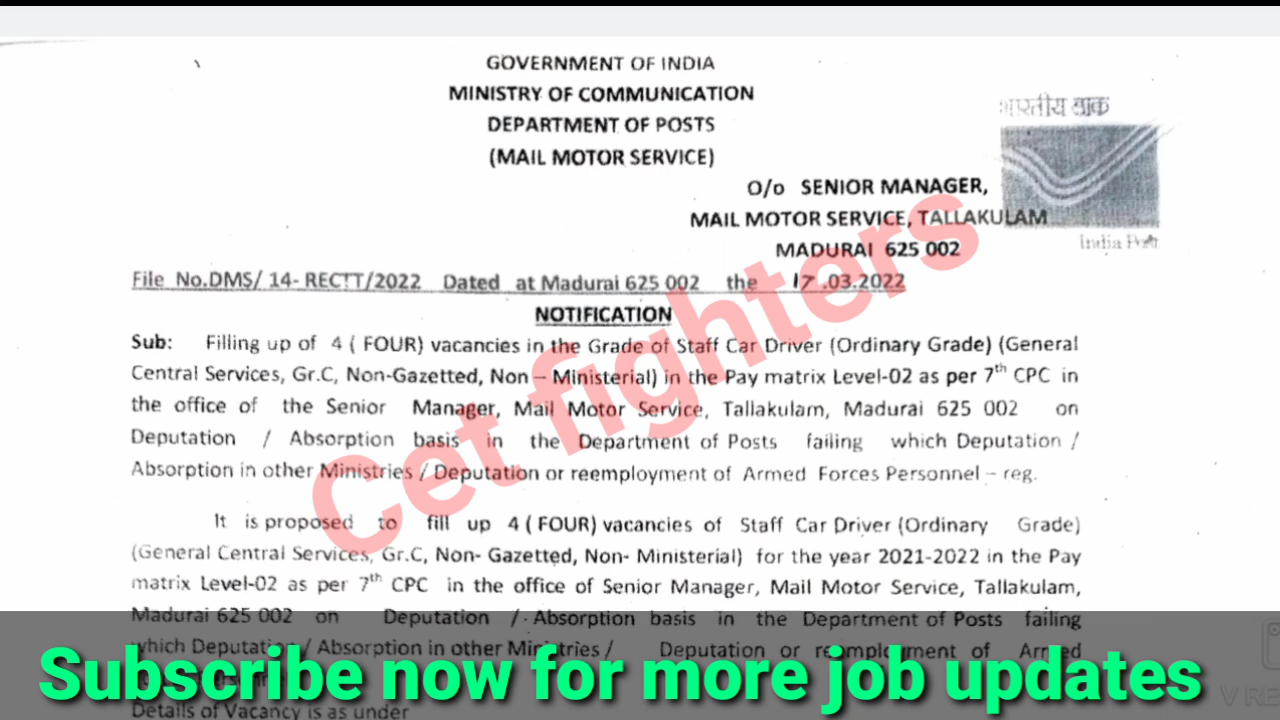 GOVERNMENT OF INDIA
MINISTRY OF COMMUNICATION
DEPARTMENT OF POSTS
(MAIL MOTOR SERVICE)
भारतीय डाक
India Post
O/o SENIOR MANAGER,
MAIL MOTOR SERVICE, TALLAKULAM
MADURAI 625 002
File No.DMS/ 14- RECTT/2022 Dated at Madurai 625 002 the 17.03.2022
NOTIFICATION
Sub: Filling up of 4 ( FOUR) vacancies in the Grade of Staff Car Driver (Ordinary Grade) (General
Central Services, Gr.C, Non-Gazetted, Non – Ministerial) in the Pay matrix Level-02 as per 7th CPC in
the office of the Senior Manager, Mail Motor Service, Tallakulam, Madurai 625 002 on
Deputation / Absorption basis in the Department of Posts failing which Deputation /
Absorption in other Ministries / Deputation or reemployment of Armed Forces Personnel – reg.
It is proposed to fill up 4 ( FOUR) vacancies of Staff Car Driver (Ordinary Grade)
(General Central Services, Gr.C, Non- Gazetted, Non- Ministerial) for the year 2021-2022 in the Pay
matrix Level-02 as per 7th CPC in the office of Senior Manager, Mail Motor Service, Tallakulam,
Madurai 625 002 on Deputation / Absorption basis in the Department of Posts failing
which Deputation / Absorption in other Ministries / Deputation or reemployment of Armed
Details of Vacancy is as under
Cet fighters
Subscribe now for more job updates